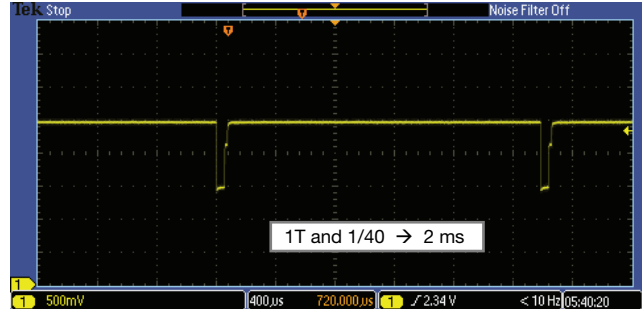 Tek Stop
Noise Filter Off
T
T
1T and 1/40 → 2 ms
1
1 500mV 400µs 720.000µs 1 2.34 V < 10 Hz 05:40:20